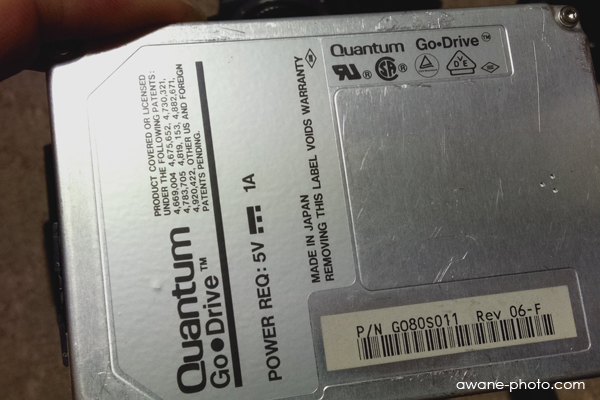 Quantum
Go•Drive™
PRODUCT COVERED OR LICENSED
UNDER THE FOLLOWING PATENTS:
4,669,004 4,675,652, 4,730,321,
4,783,705 4,819,153, 4,882,671,
4,920,422, OTHER US AND FOREIGN
PATENTS PENDING.
POWER REQ: 5V ⎓ 1A
MADE IN JAPAN
REMOVING THIS LABEL VOIDS WARRANTY
Quantum Go•Drive™
P/N GO80S011 Rev 06-F
awane-photo.com